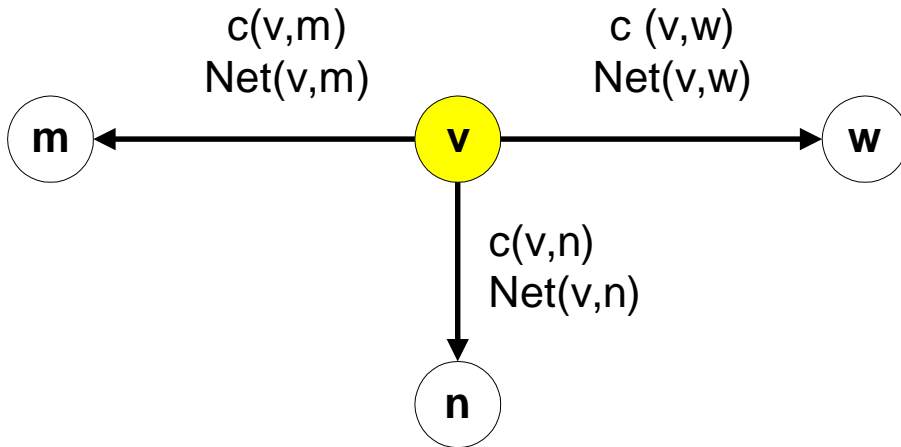 c(v,m)
Net(v,m)
c (v,w)
Net(v,w)
m
v
w
c(v,n)
Net(v,n)
n